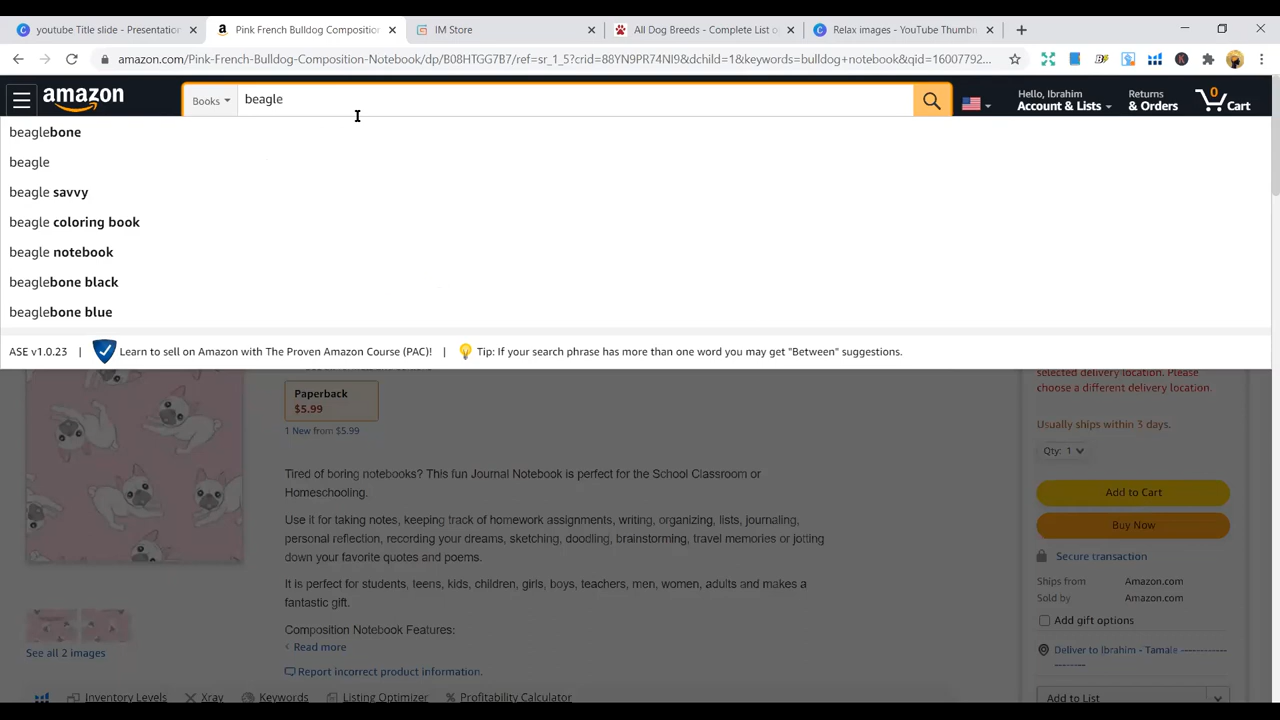 youtube Title slide - Presentation
Pink French Bulldog Compositio
IM Store
All Dog Breeds - Complete List o
Relax images - YouTube Thumbn
amazon.com/Pink-French-Bulldog-Composition-Notebook/dp/B08HTGG7B7/ref=sr_1_5?crid=88YN9PR74NI9&dchild=1&keywords=bulldog+notebook&qid=16007792...
amazon
Books
beagle
Hello, Ibrahim
Account & Lists
Returns
& Orders
0
Cart
beaglebone
beagle
beagle savvy
beagle coloring book
beagle notebook
beaglebone black
beaglebone blue
ASE v1.0.23 | Learn to sell on Amazon with The Proven Amazon Course (PAC)! | Tip: If your search phrase has more than one word you may get "Between" suggestions.
selected delivery location. Please
choose a different delivery location.
Paperback
$5.99
1 New from $5.99
Usually ships within 3 days.
Qty: 1
Tired of boring notebooks? This fun Journal Notebook is perfect for the School Classroom or
Homeschooling.
Add to Cart
Use it for taking notes, keeping track of homework assignments, writing, organizing, lists, journaling,
personal reflection, recording your dreams, sketching, doodling, brainstorming, travel memories or jotting
down your favorite quotes and poems.
Buy Now
Secure transaction
It is perfect for students, teens, kids, children, girls, boys, teachers, men, women, adults and makes a
fantastic gift.
Ships from Amazon.com
Sold by Amazon.com
Add gift options
Composition Notebook Features:
Read more
See all 2 images
Deliver to Ibrahim - Tamale
Report incorrect product information.
Inventory Levels
Xray
Keywords
Listing Optimizer
Profitability Calculator
Add to List